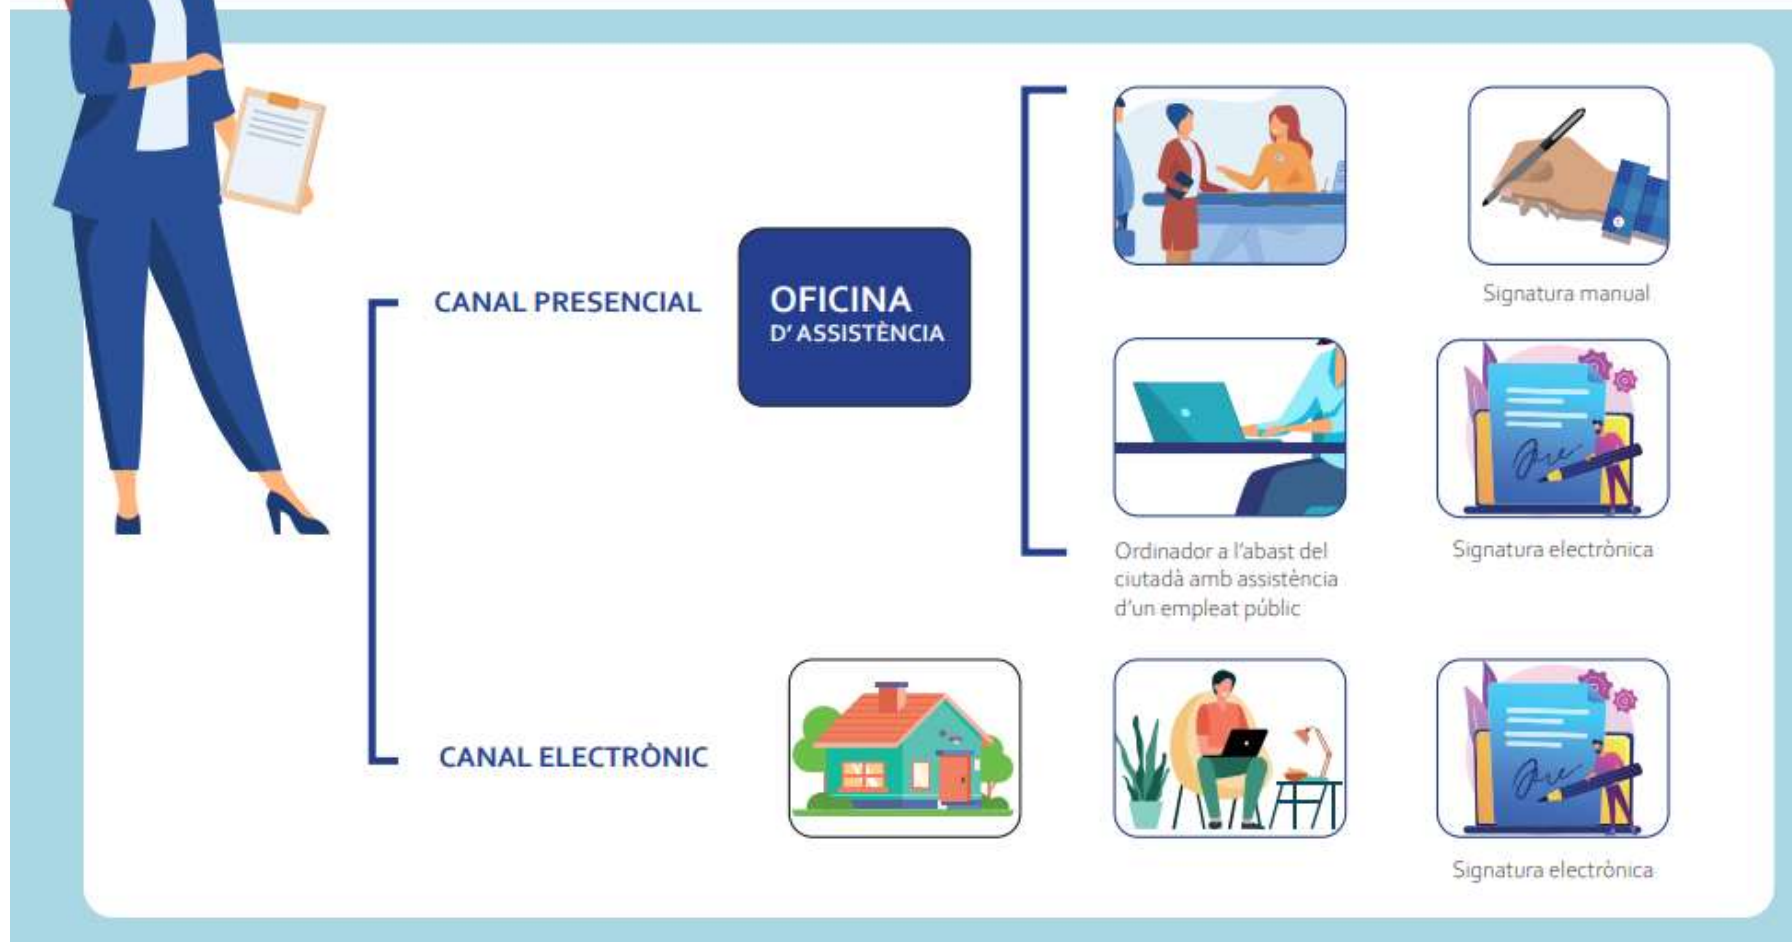 CANAL PRESENCIAL
OFICINA
D' ASSISTÈNCIA
Signatura manual
Ordinador a l'abast del
ciutadà amb assistència
d'un empleat públic
Signatura electrònica
CANAL ELECTRÒNIC
Signatura electrònica